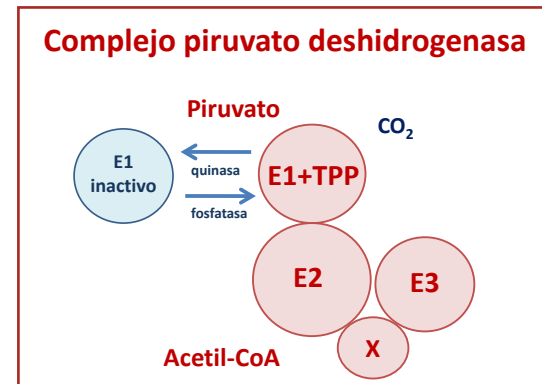 Complejo piruvato deshidrogenasa
Piruvato
CO₂
E1
inactivo
quinasa
fosfatasa
E1+TPP
E2
E3
X
Acetil-CoA